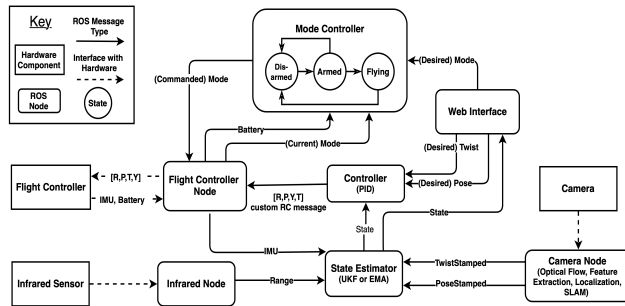 Key
ROS Message
Type
Hardware
Component
Interface with
Hardware
ROS
Node
State
Mode Controller
Dis-
armed
Armed
Flying
(Commanded) Mode
(Desired) Mode
Web Interface
Battery
(Current) Mode
(Desired) Twist
(Desired) Pose
Flight Controller
[R,P,T,Y]
IMU, Battery
Flight Controller
Node
[R,P,Y,T]
custom RC message
Controller
(PID)
State
State
Camera
IMU
Infrared Sensor
Infrared Node
Range
State Estimator
(UKF or EMA)
TwistStamped
PoseStamped
Camera Node
(Optical Flow, Feature
Extraction, Localization,
SLAM)